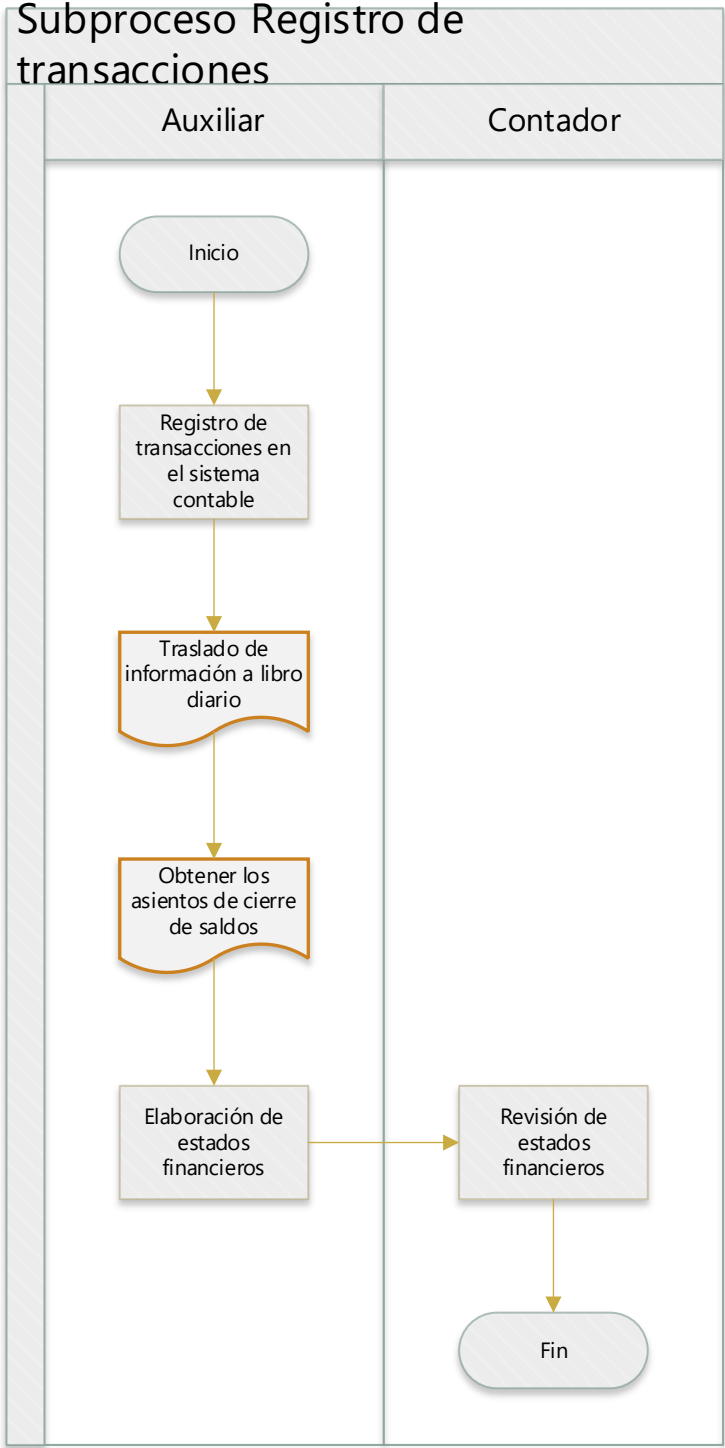 Subproceso Registro de
transacciones
Auxiliar
Contador
Inicio
Registro de
transacciones en
el sistema
contable
Traslado de
información a libro
diario
Obtener los
asientos de cierre
de saldos
Elaboración de
estados
financieros
Revisión de
estados
financieros
Fin